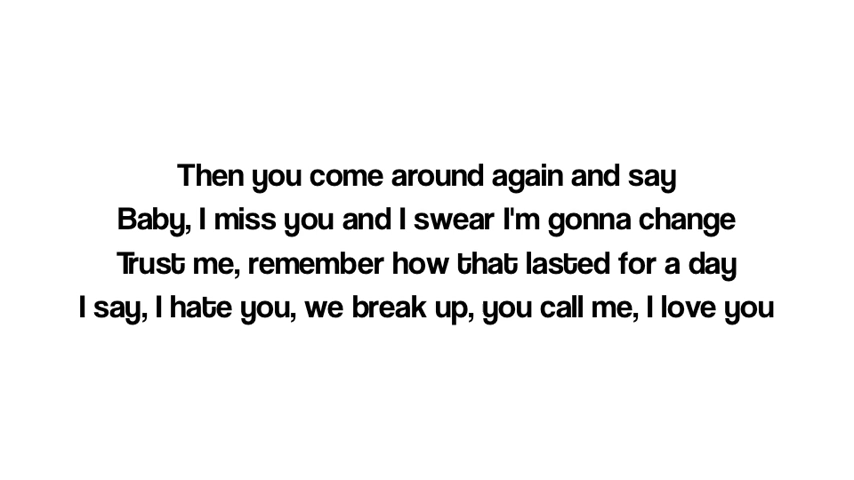 Then you come around again and say
Baby, I miss you and I swear I'm gonna change
Trust me, remember how that lasted for a day
I say, I hate you, we break up, you call me, I love you